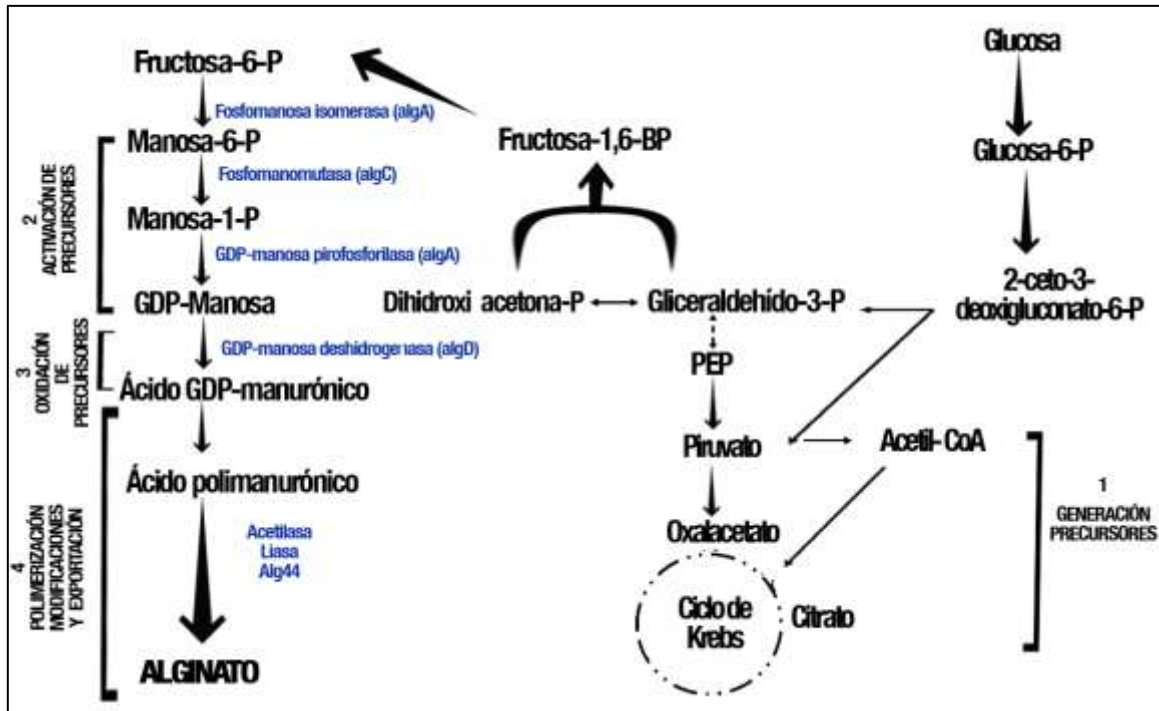 Fructosa-6-P
Fosfomanosa isomerasa (algA)
Manosa-6-P
Fosfomanomutasa (algC)
Manosa-1-P
GDP-manosa pirofosforilasa (algA)
GDP-Manosa
GDP-manosa deshidrogenasa (algD)
Ácido GDP-manurónico
Ácido polimanurónico
Acetilasa
Liasa
Alg44
ALGINATO
2
ACTIVACIÓN DE
PRECURSORES
3
OXIDACIÓN
DE
PRECURSORES
4
POLIMERIZACIÓN
MODIFICACIONES
Y EXPORTACIÓN
Fructosa-1,6-BP
Dihidroxi acetona-P
Gliceraldehído-3-P
PEP
Piruvato
Acetil-CoA
Oxalacetato
Ciclo de
Krebs
Citrato
Glucosa
Glucosa-6-P
2-ceto-3-
deoxigluconato-6-P
1
GENERACIÓN
PRECURSORES